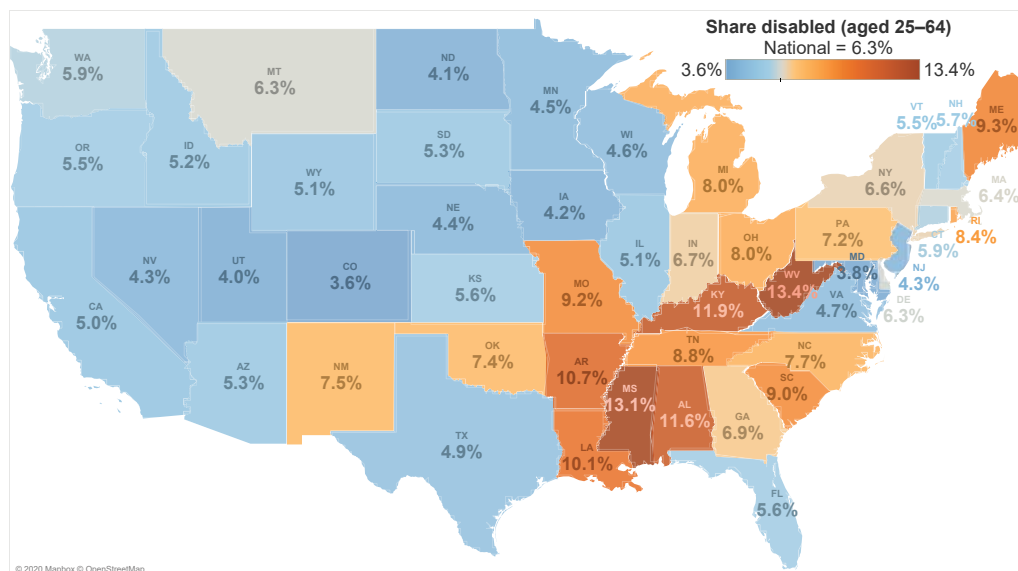 Share disabled (aged 25–64)
National = 6.3%
3.6%
13.4%
WA
5.9%
MT
6.3%
ND
4.1%
MN
4.5%
OR
5.5%
ID
5.2%
WY
5.1%
SD
5.3%
WI
4.6%
MI
8.0%
VT
5.5%
NH
5.7%
ME
9.3%
NY
6.6%
MA
6.4%
RI
8.4%
CT
5.9%
NJ
4.3%
DE
6.3%
MD
3.8%
PA
7.2%
NE
4.4%
IA
4.2%
IL
5.1%
IN
6.7%
OH
8.0%
WV
13.4%
VA
4.7%
NV
4.3%
UT
4.0%
CO
3.6%
KS
5.6%
MO
9.2%
KY
11.9%
CA
5.0%
AZ
5.3%
NM
7.5%
OK
7.4%
AR
10.7%
TN
8.8%
NC
7.7%
SC
9.0%
MS
13.1%
AL
11.6%
GA
6.9%
TX
4.9%
LA
10.1%
FL
5.6%
© 2020 Mapbox © OpenStreetMap